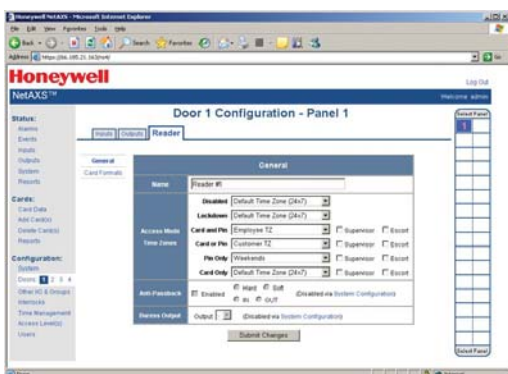 Honeywell NetAXS - Microsoft Internet Explorer
File Edit View Favorites Tools Help
Back Search Favorites
Address Go
Honeywell
Log Out
NetAXS™
Welcome admin
Door 1 Configuration - Panel 1
Select Panel
1
Inputs Outputs Reader
Status:
Alarms
Events
Inputs
Outputs
System
Reports
Cards:
Card Data
Add Card(s)
Delete Card(s)
Reports
Configuration:
System
Doors 1 2 3 4
Other I/O & Groups
Interlocks
Time Management
Access Level(s)
Users
General
Card Formats
General
Name Reader #1
Access Mode Time Zones
Disabled Default Time Zone (24x7)
Lockdown Default Time Zone (24x7)
Card and Pin Employee TZ Supervisor Escort
Card or Pin Customer TZ Supervisor Escort
Pin Only Weekends Supervisor Escort
Card Only Default Time Zone (24x7) Supervisor Escort
Anti-Passback Enabled Hard Soft (Disabled via System Configuration)
IN OUT
Duress Output Output (Disabled via System Configuration)
Submit Changes
Select Panel
Internet